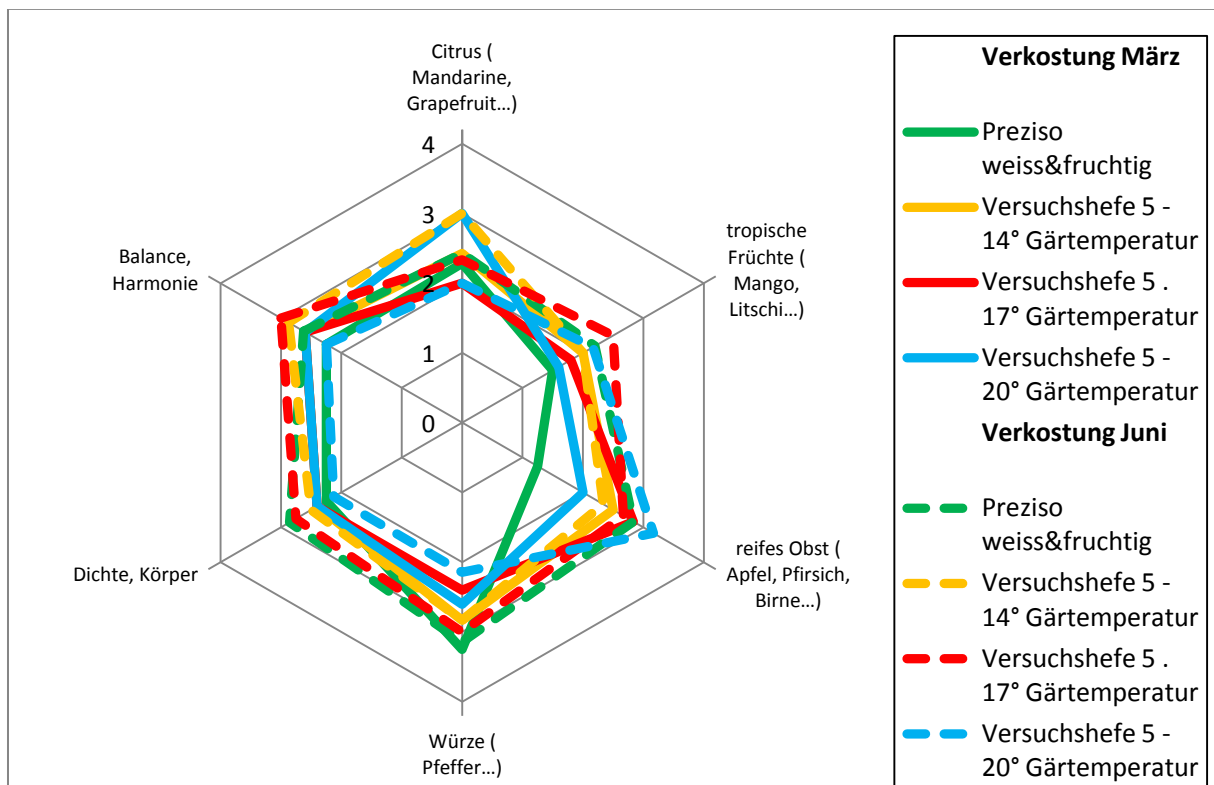 Citrus (
Mandarine,
Grapefruit...)
4
3
2
1
0
tropische
Früchte (
Mango,
Litschi...)
reifes Obst (
Apfel, Pfirsich,
Birne...)
Würze (
Pfeffer...)
Dichte, Körper
Balance,
Harmonie
Verkostung März
Preziso
weiss&fruchtig
Versuchshefe 5 -
14° Gärtemperatur
Versuchshefe 5 .
17° Gärtemperatur
Versuchshefe 5 -
20° Gärtemperatur
Verkostung Juni
Preziso
weiss&fruchtig
Versuchshefe 5 -
14° Gärtemperatur
Versuchshefe 5 .
17° Gärtemperatur
Versuchshefe 5 -
20° Gärtemperatur